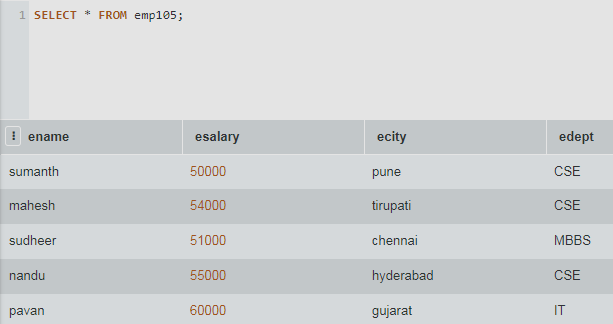 1 SELECT * FROM emp105;
ename esalary ecity edept
sumanth 50000 pune CSE
mahesh 54000 tirupati CSE
sudheer 51000 chennai MBBS
nandu 55000 hyderabad CSE
pavan 60000 gujarat IT